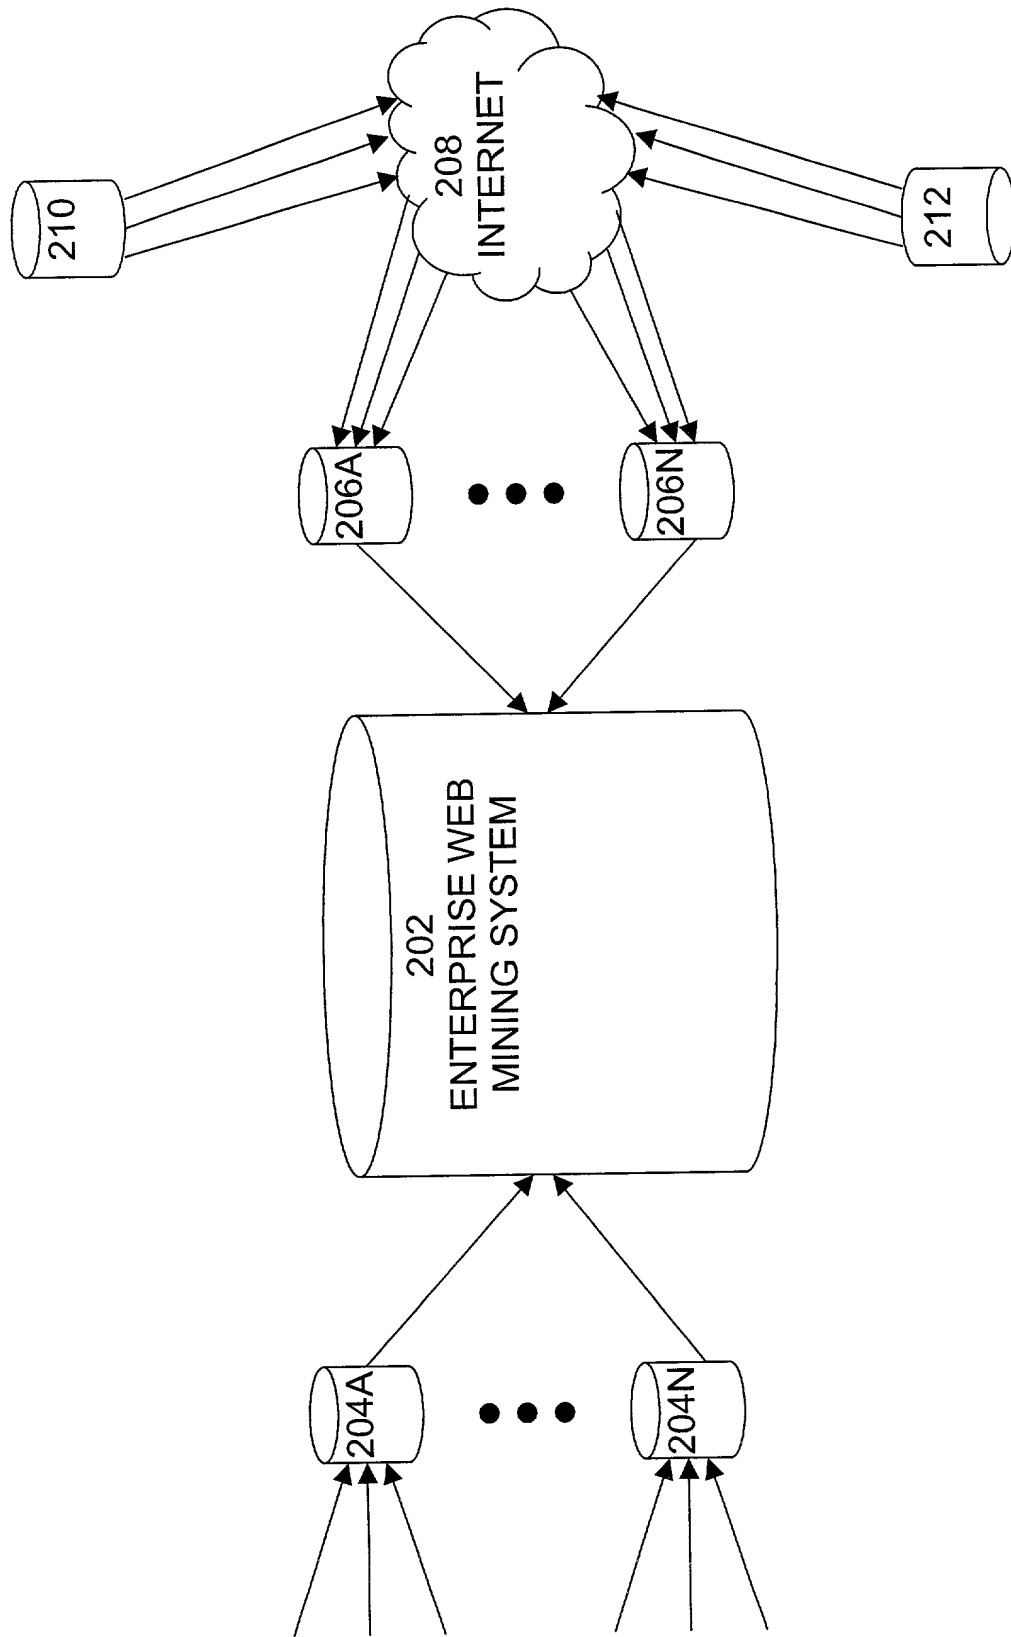 210
208
INTERNET
212
206A
206N
202
ENTERPRISE WEB
MINING SYSTEM
204A
204N